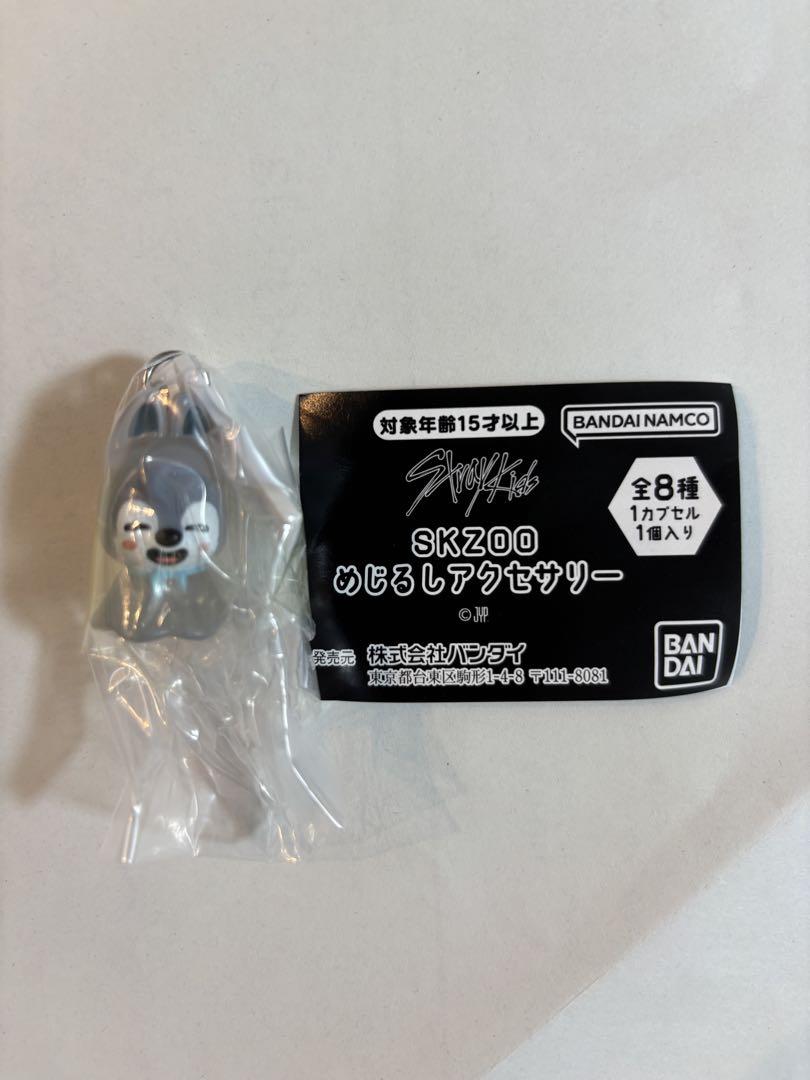 対象年齢15才以上
BANDAI NAMCO
Stray Kids
全8種
1カプセル
1個入り
SKZOO
めじるしアクセサリー
©JYP
発売元 株式会社バンダイ
東京都台東区駒形1-4-8 〒111-8081
BAN
DAI